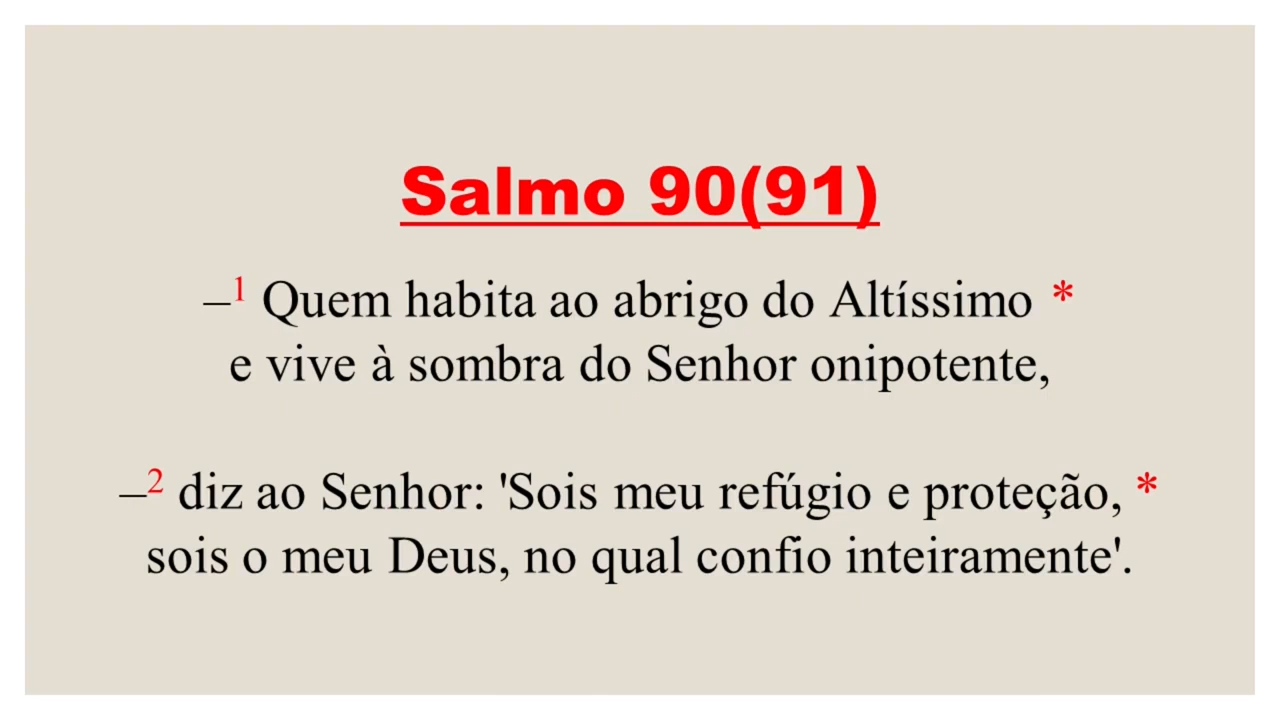 Salmo 90(91)
–¹ Quem habita ao abrigo do Altíssimo *
e vive à sombra do Senhor onipotente,
–² diz ao Senhor: 'Sois meu refúgio e proteção, *
sois o meu Deus, no qual confio inteiramente'.